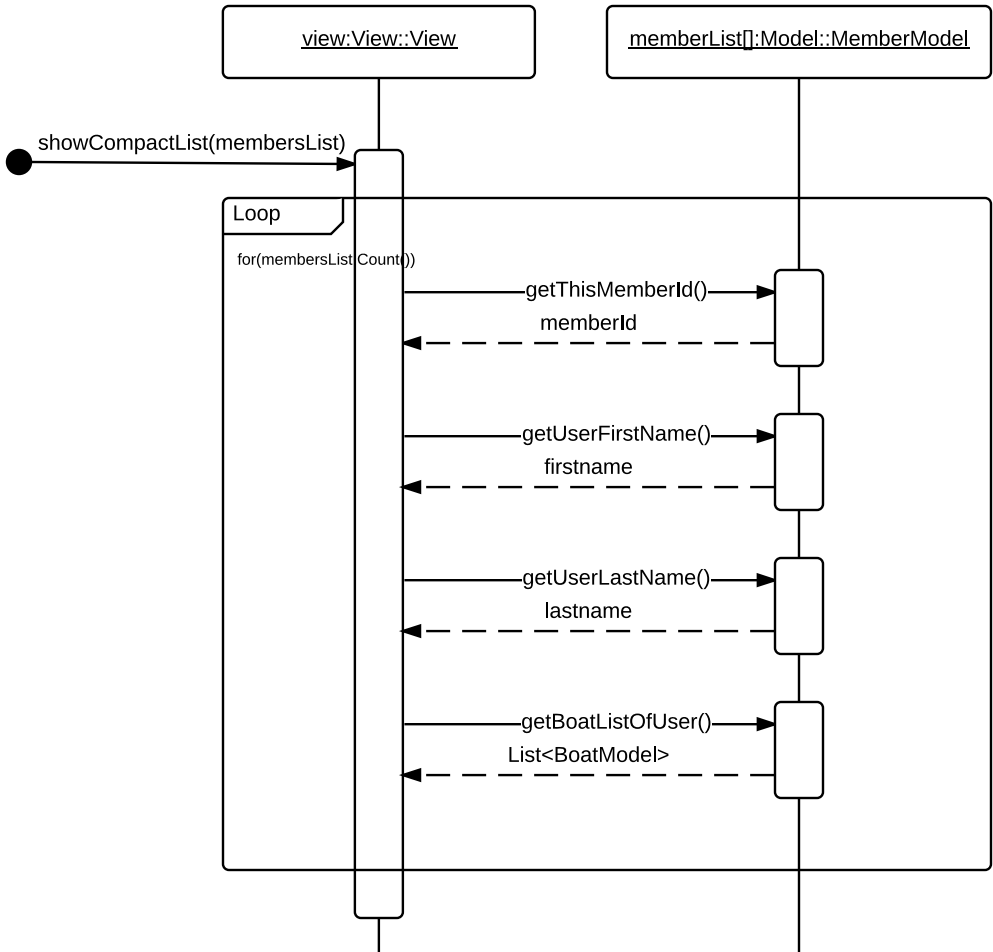 view:View::View
memberList[]:Model::MemberModel
showCompactList(membersList)
Loop
for(membersList.Count())
getThisMemberId()
memberId
getUserFirstName()
firstname
getUserLastName()
lastname
getBoatListOfUser()
List<BoatModel>